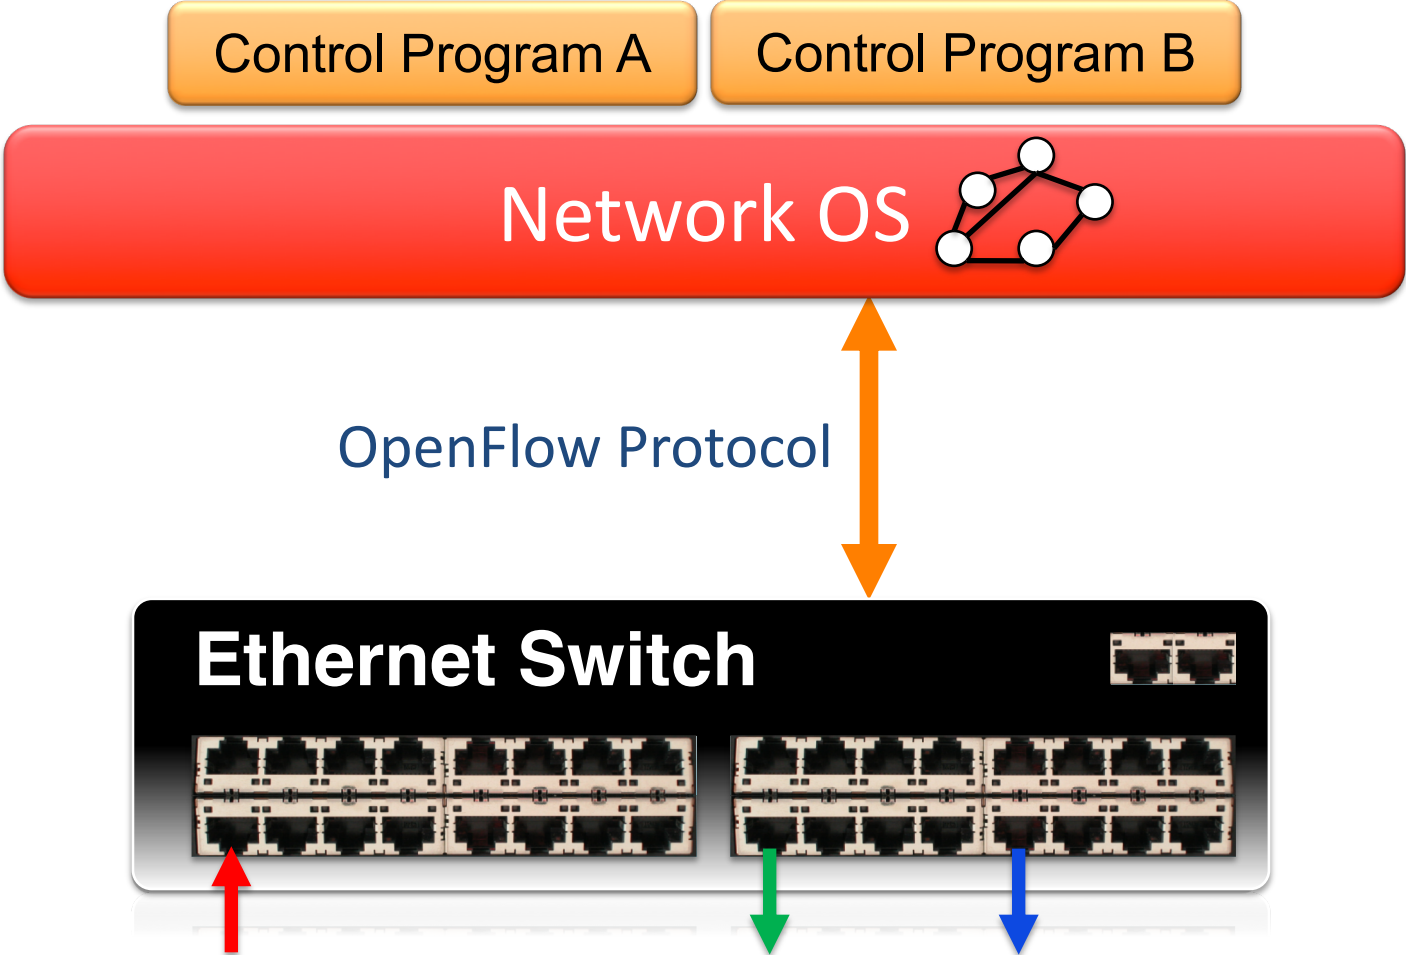 Control Program A
Control Program B
Network OS
OpenFlow Protocol
Ethernet Switch